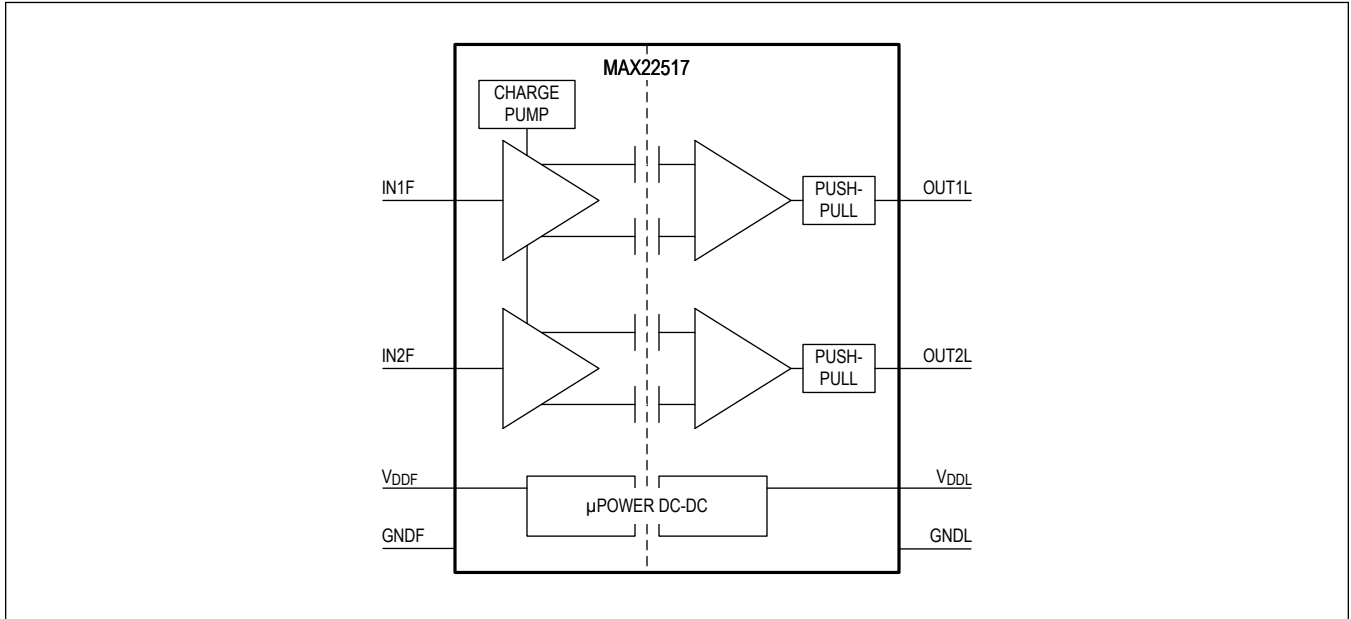 MAX22517
CHARGE
PUMP
IN1F
PUSH-
PULL
OUT1L
IN2F
PUSH-
PULL
OUT2L
VDDF
µPOWER DC-DC
VDDL
GNDF
GNDL